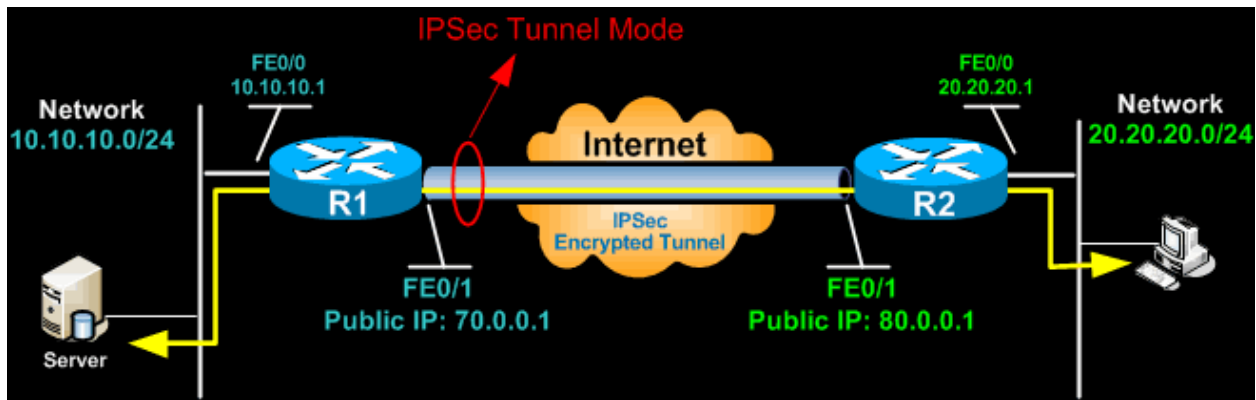 IPSec Tunnel Mode
FE0/0
10.10.10.1
FE0/0
20.20.20.1
Network
10.10.10.0/24
Internet
Network
20.20.20.0/24
R1
R2
IPSec
Encrypted Tunnel
FE0/1
Public IP: 70.0.0.1
FE0/1
Public IP: 80.0.0.1
Server